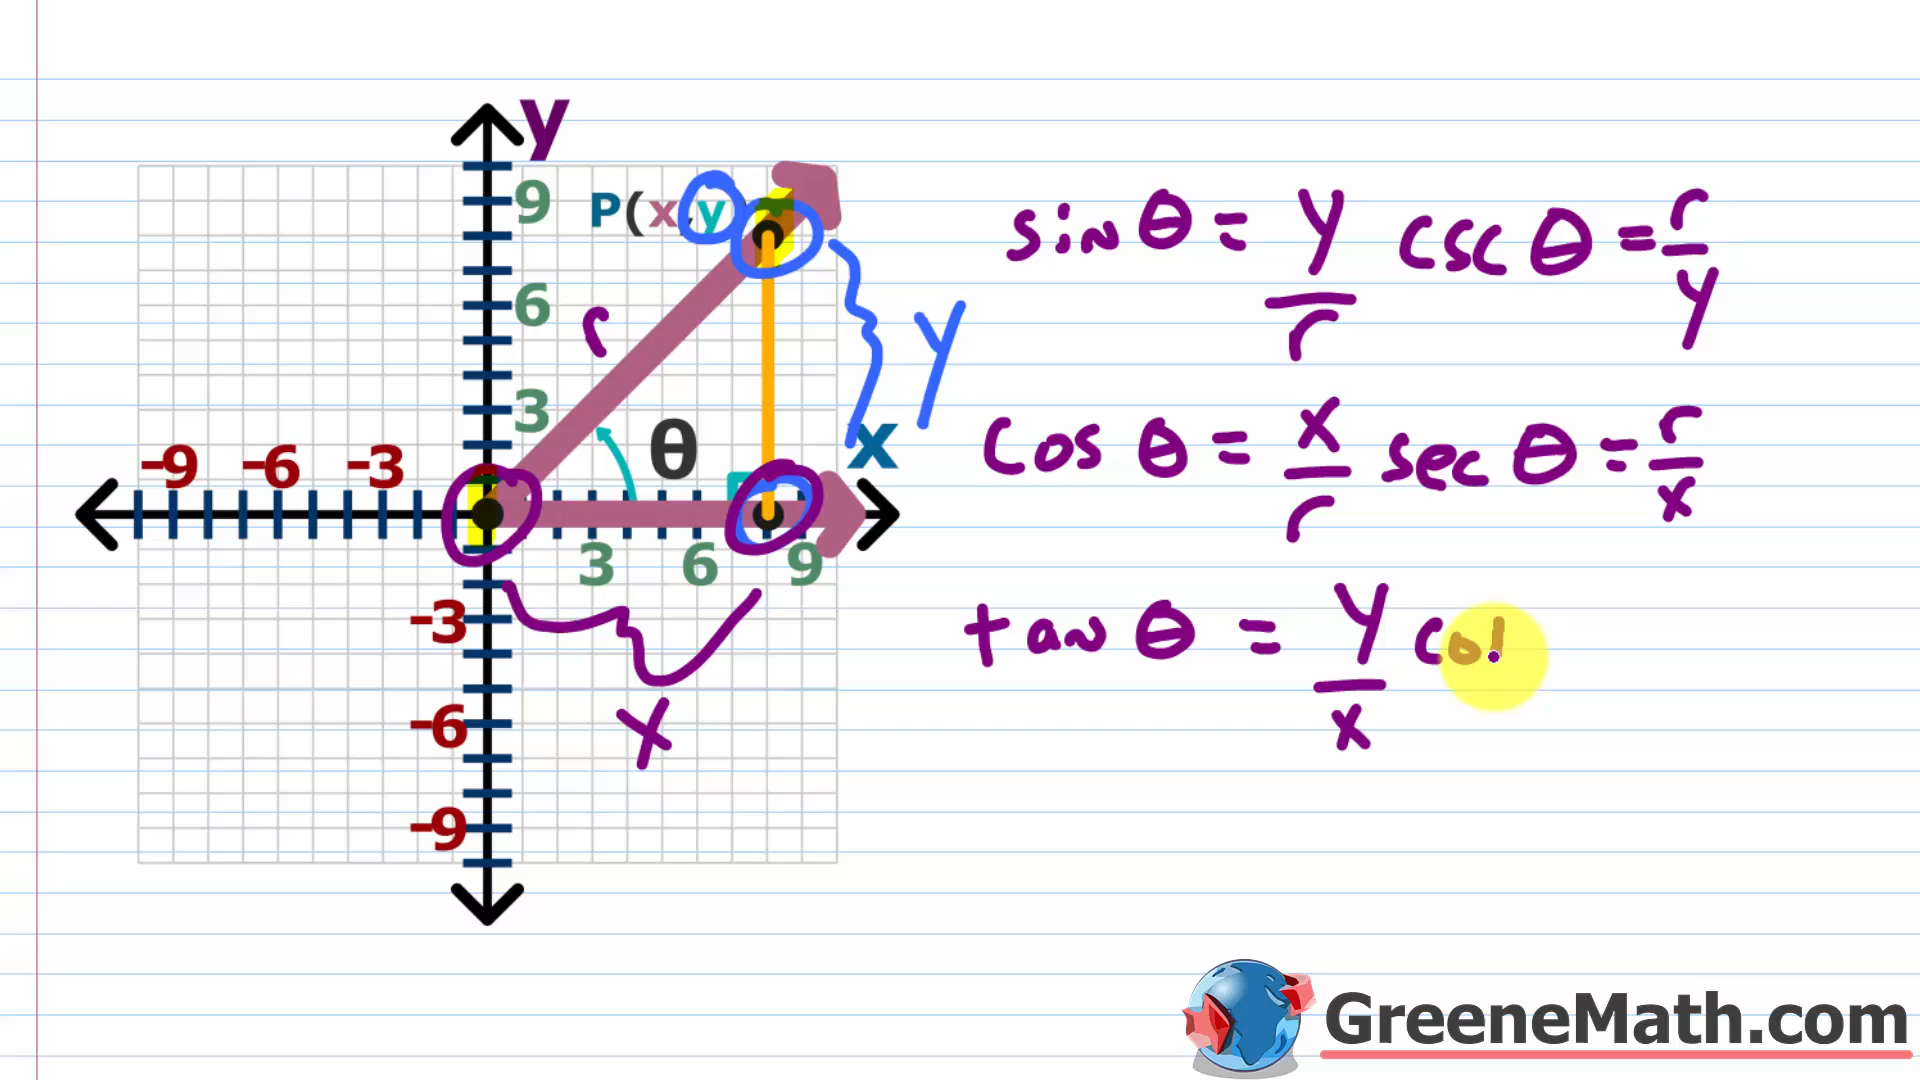 y
9
P(x,y
6
3
r
θ
y
x
-9 -6 -3
3 6 9
-3
x
-6
-9
sin θ = y/r csc θ = r/y
cos θ = x/r sec θ = r/x
tan θ = y/x
GreeneMath.com